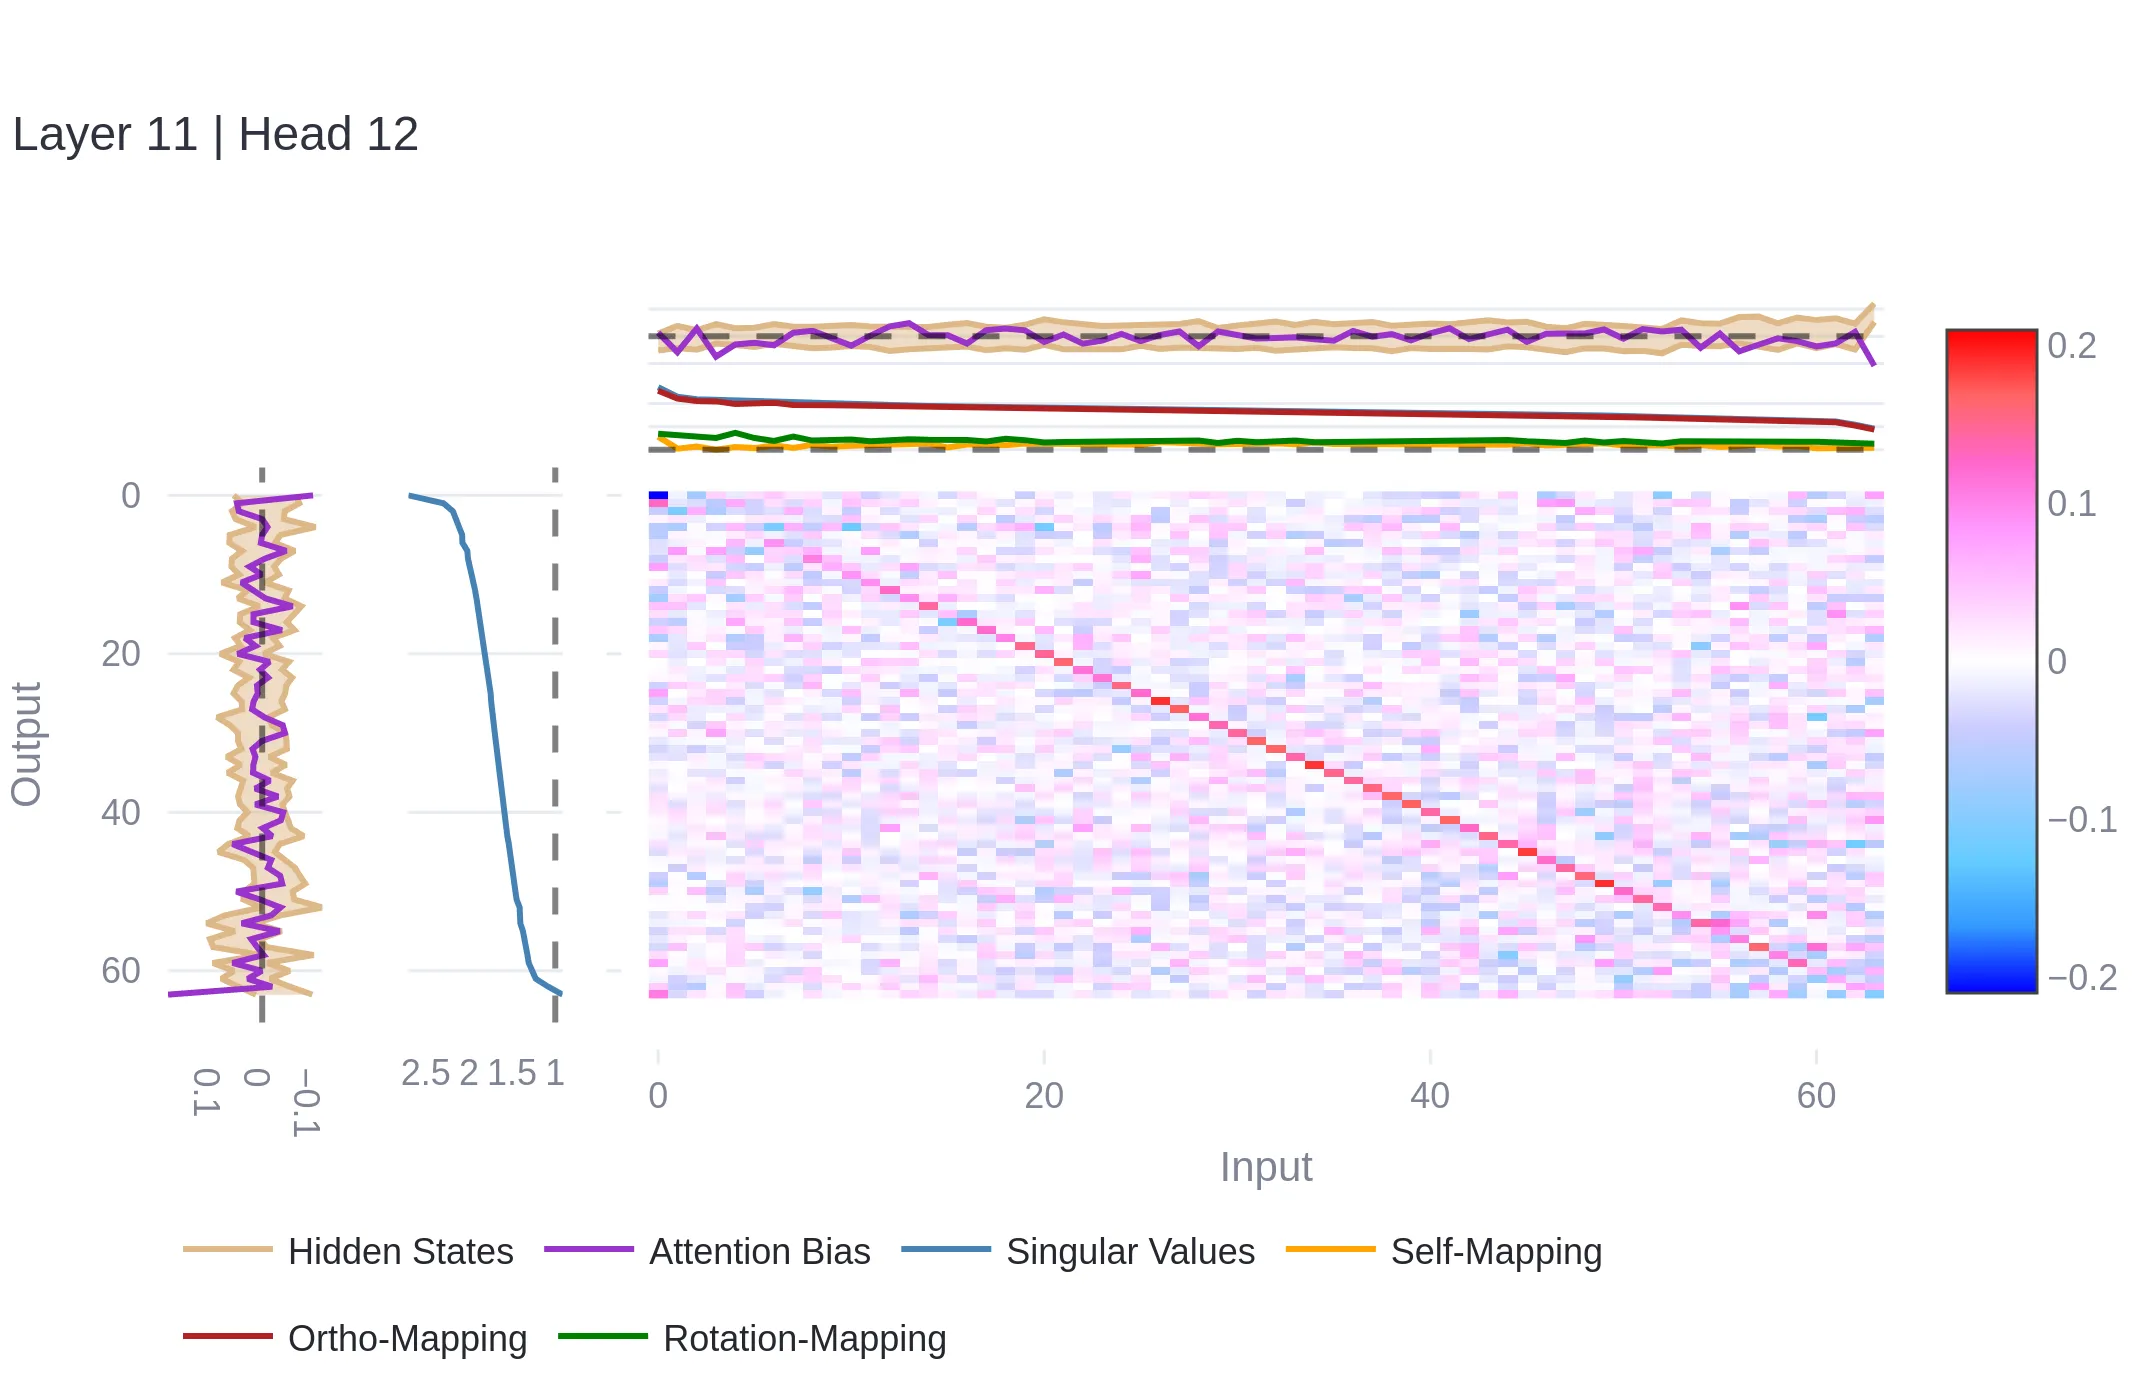 Layer 11 | Head 12
0.2
0.1
0
−0.1
−0.2
Output
0
20
40
60
0.1
0
−0.1
2.5 2 1.5 1
0
20
40
60
Input
Hidden States Attention Bias Singular Values Self-Mapping
Ortho-Mapping Rotation-Mapping